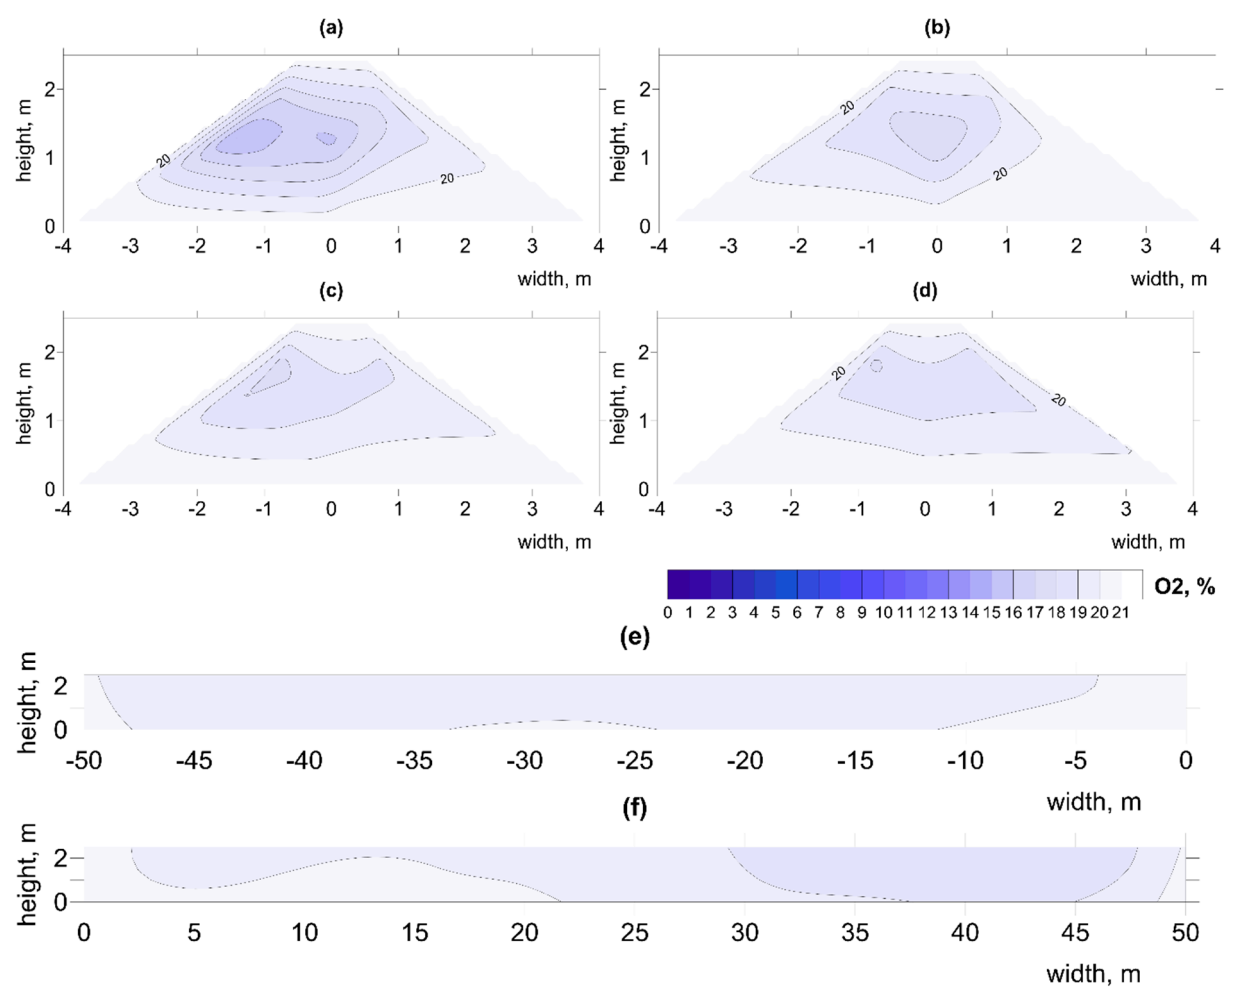 (a) (b)
height, m 2 1 0 20 20
height, m 2 1 0 20 20
-4 -3 -2 -1 0 1 2 3 4
-4 -3 -2 -1 0 1 2 3 4
width, m width, m
(c) (d)
height, m 2 1 0
height, m 2 1 0 20 20
-4 -3 -2 -1 0 1 2 3 4
-4 -3 -2 -1 0 1 2 3 4
width, m width, m
O2, %
0 1 2 3 4 5 6 7 8 9 10 11 12 13 14 15 16 17 18 19 20 21
(e)
height, m 2 0
-50 -45 -40 -35 -30 -25 -20 -15 -10 -5 0
width, m
(f)
height, m 2 0
0 5 10 15 20 25 30 35 40 45 50
width, m